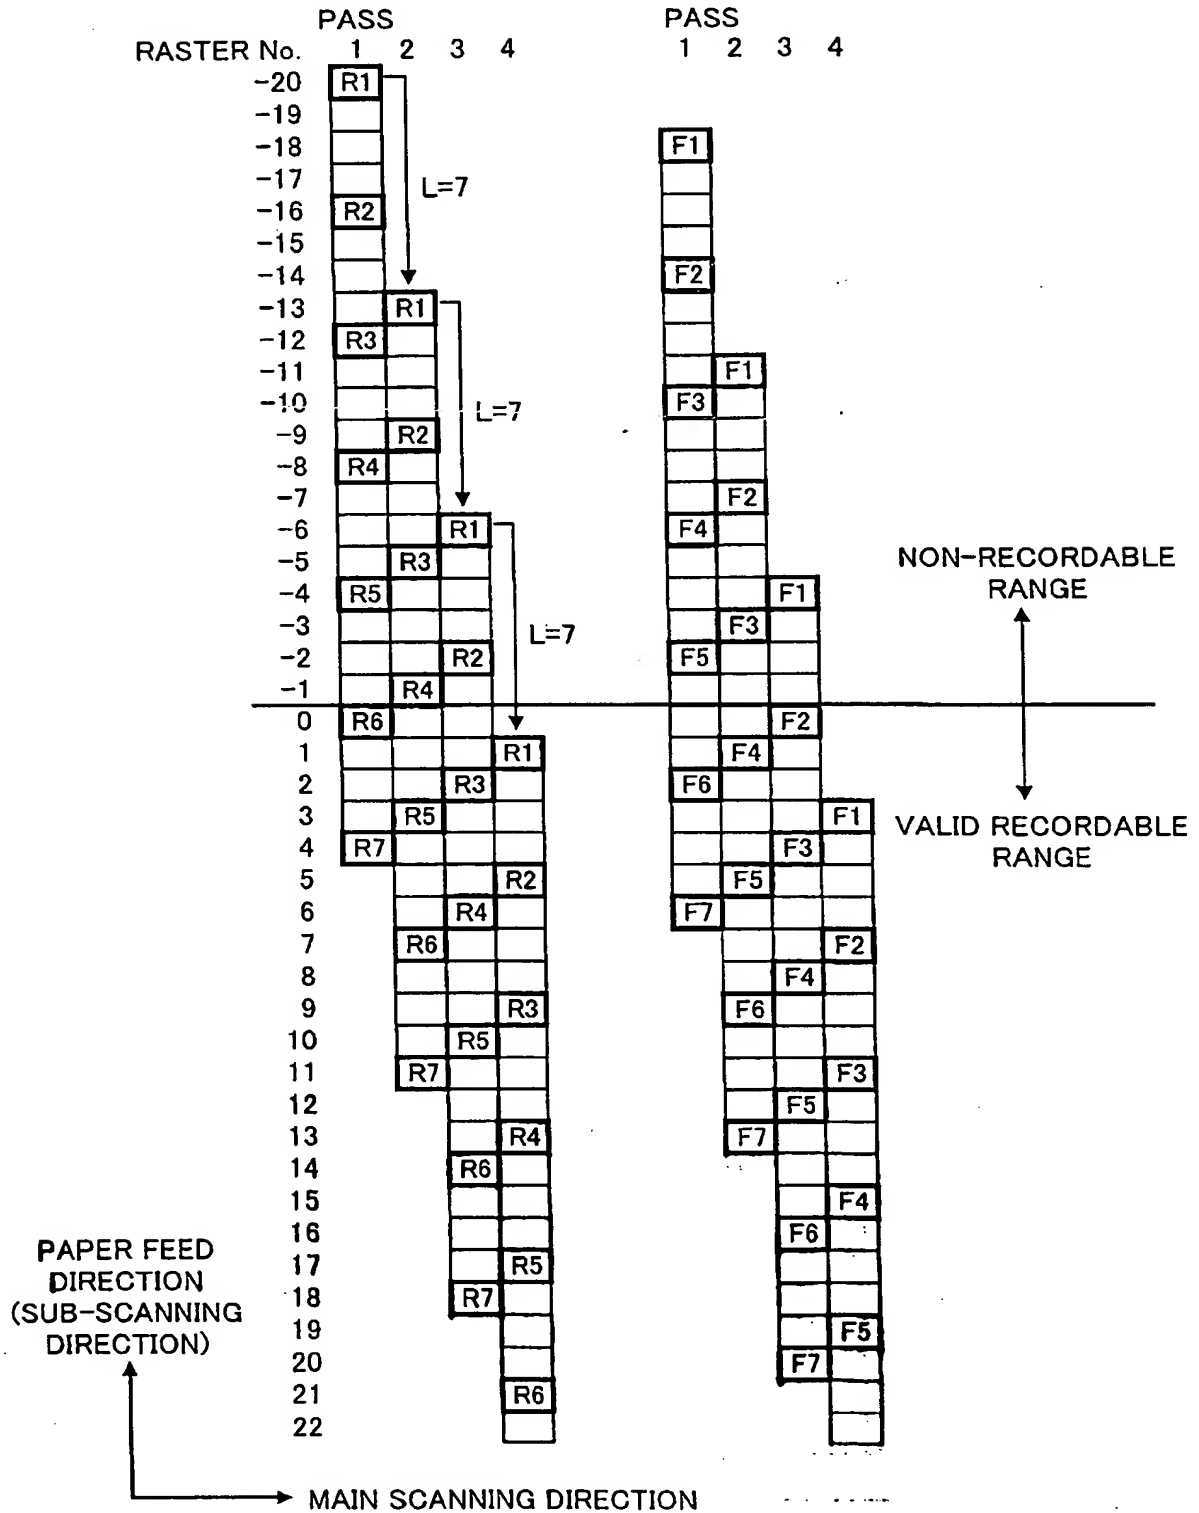 PASS PASS
RASTER No. 1 2 3 4 1 2 3 4
-20 R1
-19
-18 F1
-17
L=7
-16 R2
-15
-14 F2
-13 R1
-12 R3
-11 F1
-10 F3
L=7
-9 R2
-8 R4
-7 F2
-6 R1 F4
-5 R3
NON-RECORDABLE
RANGE
-4 R5 F1
-3 F3
L=7
-2 R2 F5
-1 R4
0 R6 F2
1 R1 F4
2 R3 F6
3 R5 F1
VALID RECORDABLE
RANGE
4 R7 F3
5 R2 F5
6 R4 F7
7 R6 F2
8 F4
9 R3 F6
10 R5
11 R7 F3
12 F5
13 R4 F7
14 R6
15 F4
16 F6
17 R5
18 R7
19 F5
20 F7
21 R6
22
PAPER FEED
DIRECTION
(SUB-SCANNING
DIRECTION)
MAIN SCANNING DIRECTION